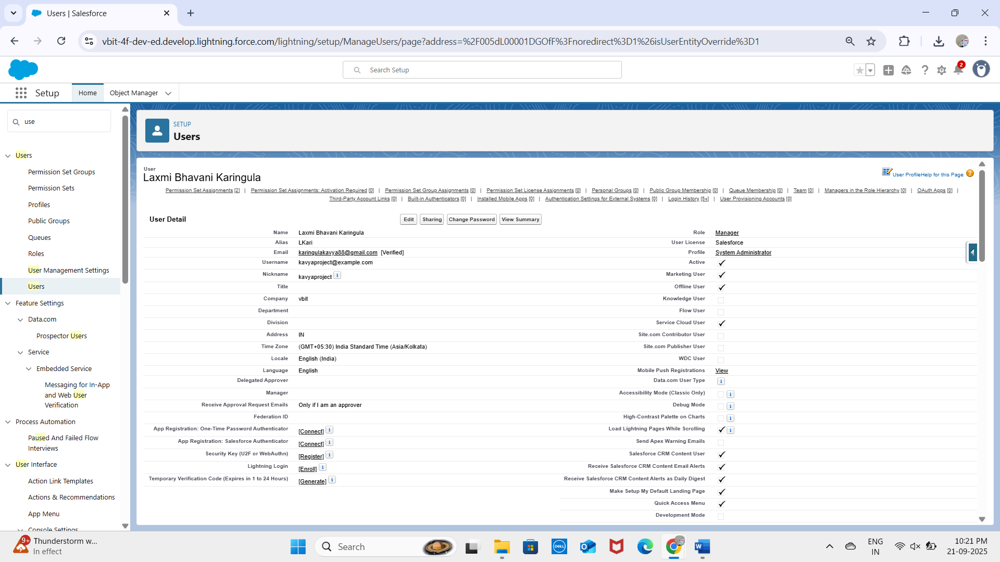 Users | Salesforce
vbit-4f-dev-ed.develop.lightning.force.com/lightning/setup/ManageUsers/page?address=%2F005dL00001DGOfF%3Fnoredirect%3D1%26isUserEntityOverride%3D1
Search Setup
2
Setup
Home
Object Manager
use
Users
Permission Set Groups
Permission Sets
Profiles
Public Groups
Queues
Roles
User Management Settings
Users
Feature Settings
Data.com
Prospector Users
Service
Embedded Service
Messaging for In-App
and Web User
Verification
Process Automation
Paused And Failed Flow
Interviews
User Interface
Action Link Templates
Actions & Recommendations
App Menu
Console Settings
SETUP
Users
User
Laxmi Bhavani Karingula
User Profile Help for this Page ?
Permission Set Assignments [2] | Permission Set Assignments: Activation Required [0] | Permission Set Group Assignments [0] | Permission Set License Assignments [0] | Personal Groups [0] | Public Group Membership [0] | Queue Membership [0] | Team [0] | Managers in the Role Hierarchy [0] | OAuth Apps [0] |
Third-Party Account Links [0] | Built-in Authenticators [0] | Installed Mobile Apps [0] | Authentication Settings for External Systems [0] | Login History [5+] | User Provisioning Accounts [0]
User Detail
Edit Sharing Change Password View Summary
Name Laxmi Bhavani Karingula
Alias LKari
Email karingulakavya88@gmail.com [Verified]
Username kavyaproject@example.com
Nickname kavyaproject i
Title
Company vbit
Department
Division
Address IN
Time Zone (GMT+05:30) India Standard Time (Asia/Kolkata)
Locale English (India)
Language English
Delegated Approver
Manager
Receive Approval Request Emails Only if I am an approver
Federation ID
App Registration: One-Time Password Authenticator [Connect] i
App Registration: Salesforce Authenticator [Connect] i
Security Key (U2F or WebAuthn) [Register] i
Lightning Login [Enroll] i
Temporary Verification Code (Expires in 1 to 24 Hours) [Generate] i
Role Manager
User License Salesforce
Profile System Administrator
Active
Marketing User
Offline User
Knowledge User
Flow User
Service Cloud User
Site.com Contributor User
Site.com Publisher User
WDC User
Mobile Push Registrations View
Data.com User Type i
Accessibility Mode (Classic Only) i
Debug Mode i
High-Contrast Palette on Charts i
Load Lightning Pages While Scrolling i
Send Apex Warning Emails
Salesforce CRM Content User
Receive Salesforce CRM Content Email Alerts
Receive Salesforce CRM Content Alerts as Daily Digest
Make Setup My Default Landing Page
Quick Access Menu
Development Mode
9+
Thunderstorm w...
In effect
Search
DELL
W
ENG
IN
10:21 PM
21-09-2025